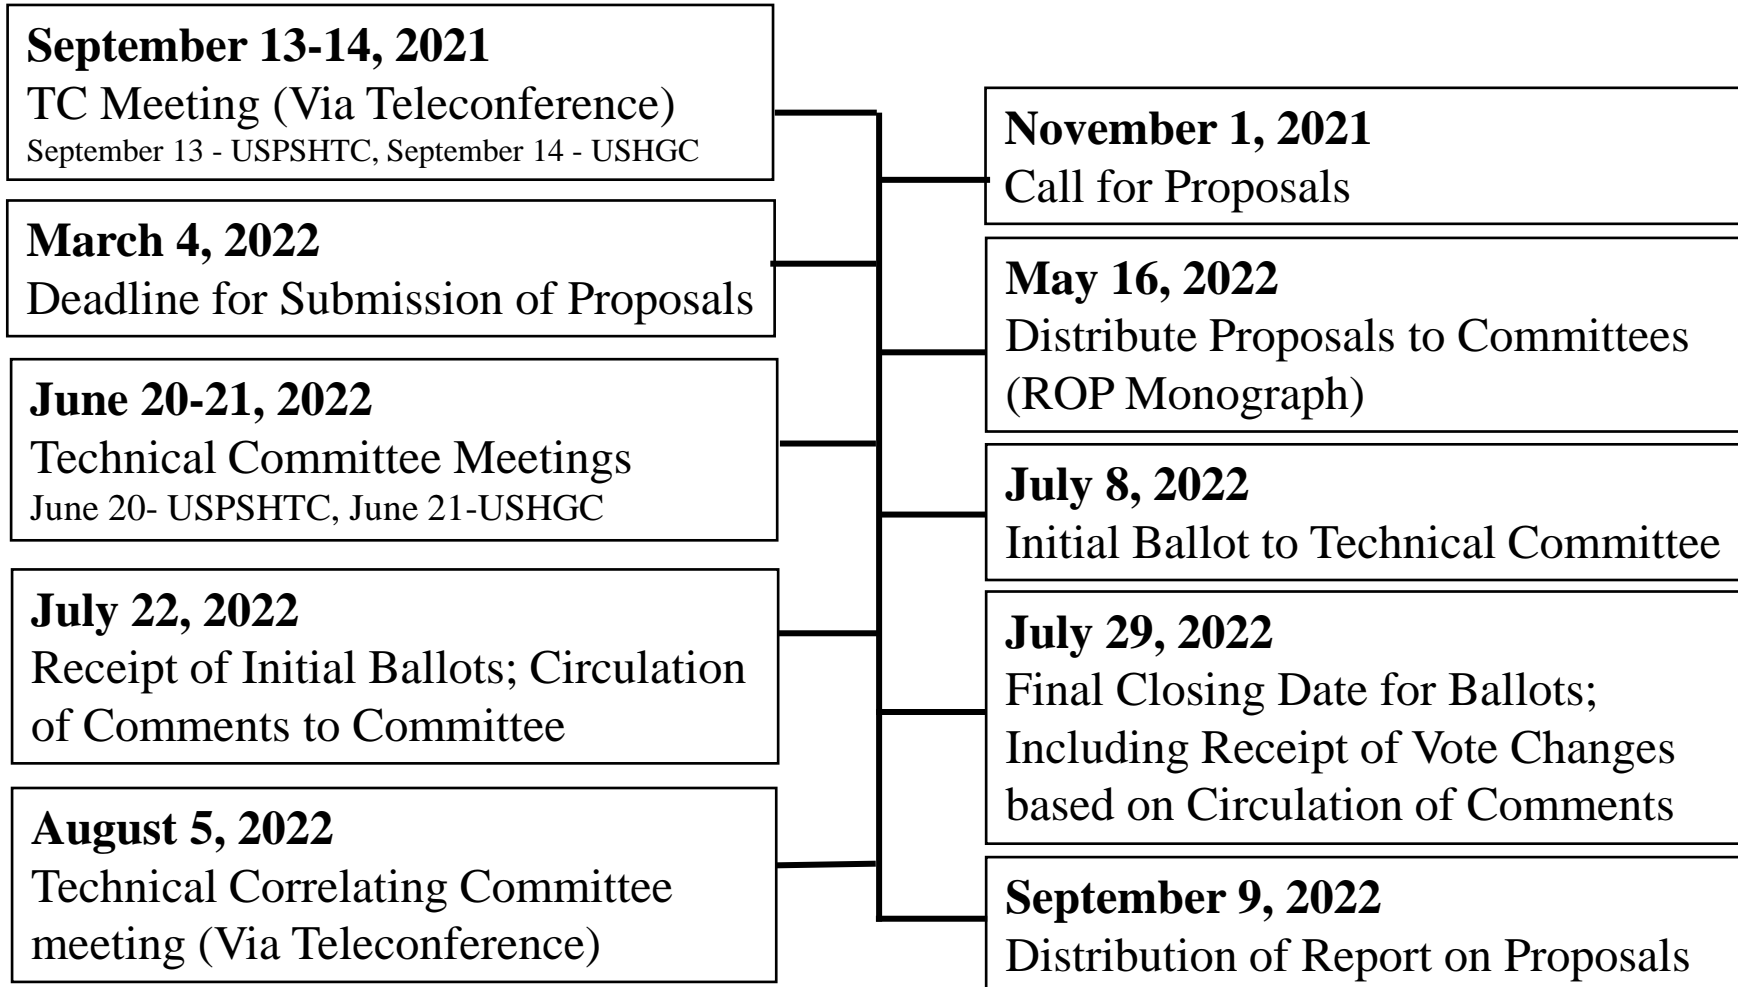 September 13-14, 2021
TC Meeting (Via Teleconference)
September 13 - USPSHTC, September 14 - USHGC
November 1, 2021
Call for Proposals
March 4, 2022
Deadline for Submission of Proposals
May 16, 2022
Distribute Proposals to Committees
(ROP Monograph)
June 20-21, 2022
Technical Committee Meetings
June 20- USPSHTC, June 21-USHGC
July 8, 2022
Initial Ballot to Technical Committee
July 22, 2022
Receipt of Initial Ballots; Circulation
of Comments to Committee
July 29, 2022
Final Closing Date for Ballots;
Including Receipt of Vote Changes
based on Circulation of Comments
August 5, 2022
Technical Correlating Committee
meeting (Via Teleconference)
September 9, 2022
Distribution of Report on Proposals